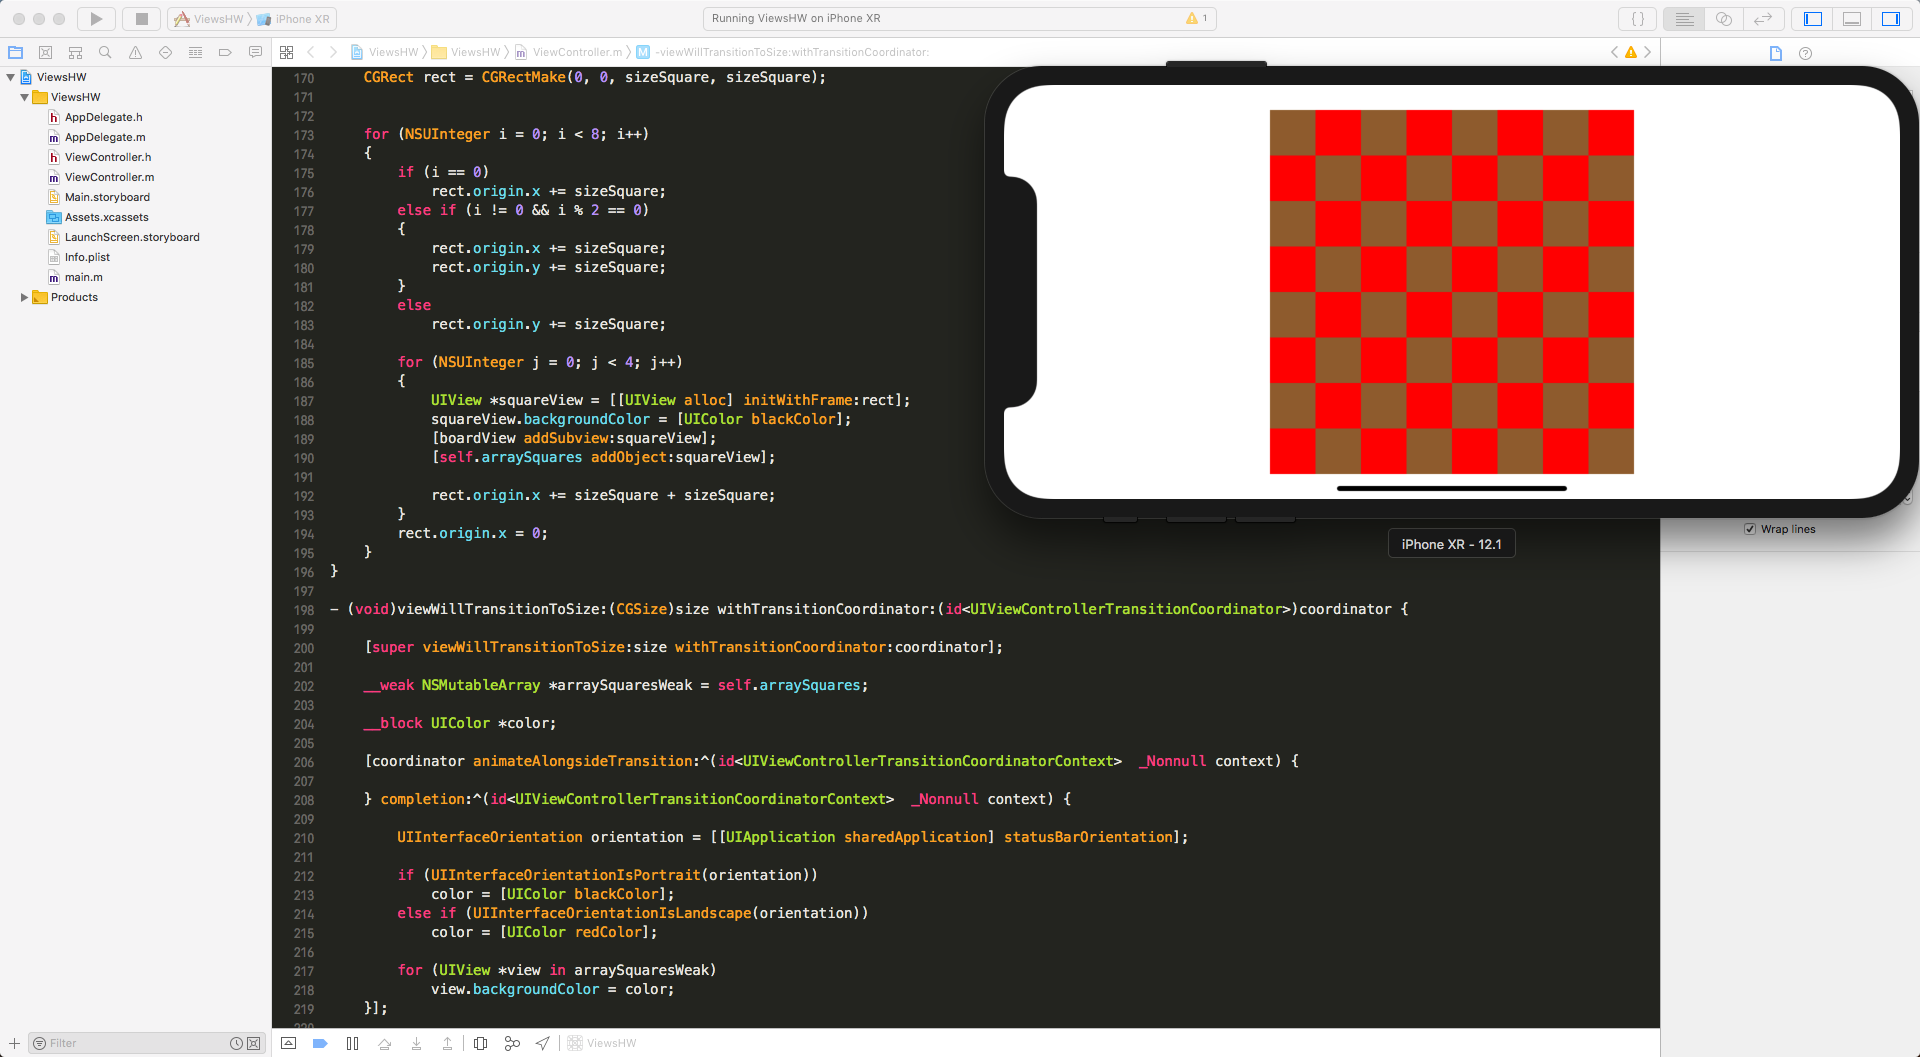 ViewsHW iPhone XR
Running ViewsHW on iPhone XR
1
ViewsHW ViewsHW ViewController.m M -viewWillTransitionToSize:withTransitionCoordinator:
ViewsHW
ViewsHW
h AppDelegate.h
m AppDelegate.m
h ViewController.h
m ViewController.m
Main.storyboard
Assets.xcassets
LaunchScreen.storyboard
Info.plist
m main.m
Products
170 CGRect rect = CGRectMake(0, 0, sizeSquare, sizeSquare);
171
172
173 for (NSUInteger i = 0; i < 8; i++)
174 {
175 if (i == 0)
176 rect.origin.x += sizeSquare;
177 else if (i != 0 && i % 2 == 0)
178 {
179 rect.origin.x += sizeSquare;
180 rect.origin.y += sizeSquare;
181 }
182 else
183 rect.origin.y += sizeSquare;
184
185 for (NSUInteger j = 0; j < 4; j++)
186 {
187 UIView *squareView = [[UIView alloc] initWithFrame:rect];
188 squareView.backgroundColor = [UIColor blackColor];
189 [boardView addSubview:squareView];
190 [self.arraySquares addObject:squareView];
191
192 rect.origin.x += sizeSquare + sizeSquare;
193 }
194 rect.origin.x = 0;
195 }
196 }
197
198 - (void)viewWillTransitionToSize:(CGSize)size withTransitionCoordinator:(id<UIViewControllerTransitionCoordinator>)coordinator {
199
200 [super viewWillTransitionToSize:size withTransitionCoordinator:coordinator];
201
202 __weak NSMutableArray *arraySquaresWeak = self.arraySquares;
203
204 __block UIColor *color;
205
206 [coordinator animateAlongsideTransition:^(id<UIViewControllerTransitionCoordinatorContext>  _Nonnull context) {
207
208 } completion:^(id<UIViewControllerTransitionCoordinatorContext>  _Nonnull context) {
209
210 UIInterfaceOrientation orientation = [[UIApplication sharedApplication] statusBarOrientation];
211
212 if (UIInterfaceOrientationIsPortrait(orientation))
213 color = [UIColor blackColor];
214 else if (UIInterfaceOrientationIsLandscape(orientation))
215 color = [UIColor redColor];
216
217 for (UIView *view in arraySquaresWeak)
218 view.backgroundColor = color;
219 }];
iPhone XR - 12.1
Wrap lines
Filter
ViewsHW